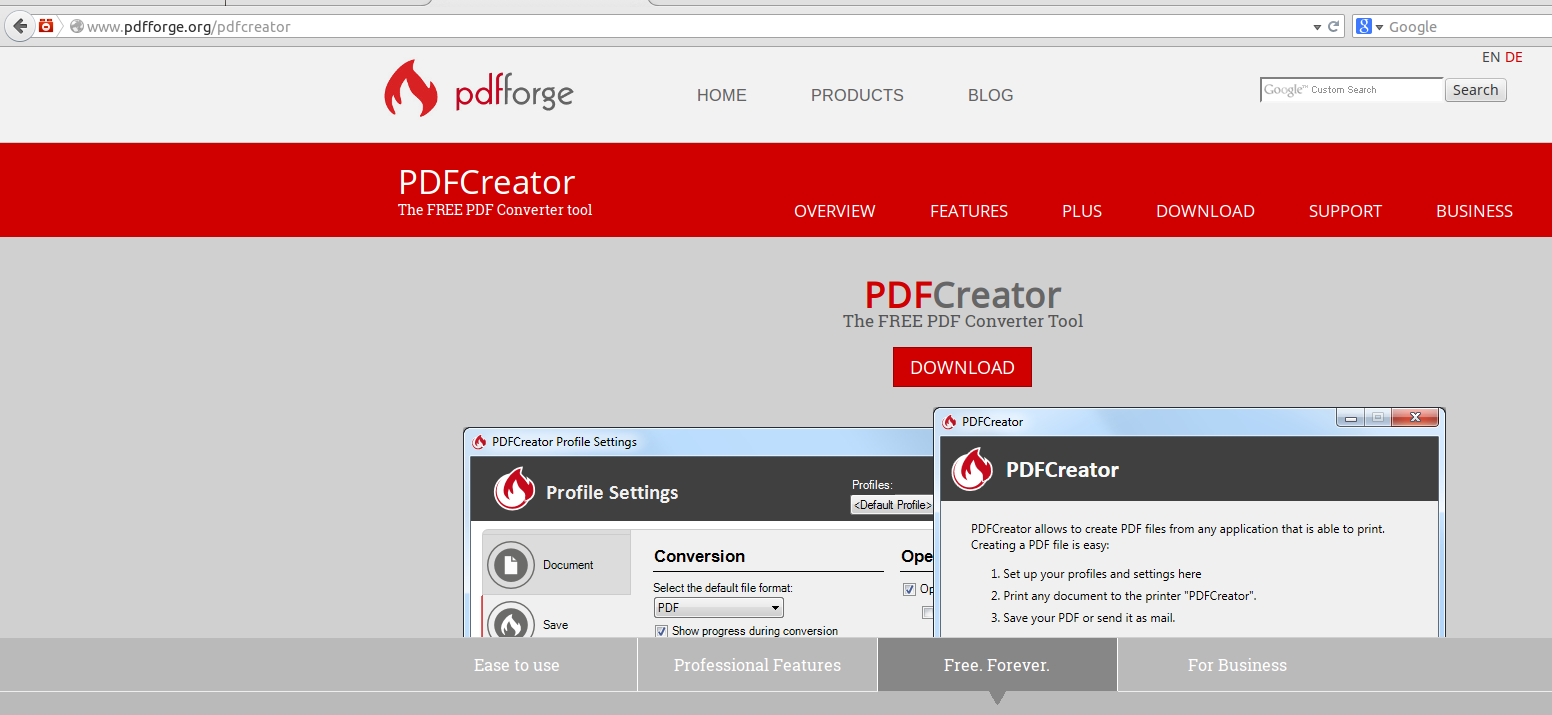 www.pdfforge.org/pdfcreator
Google
EN DE
pdfforge
HOME PRODUCTS BLOG
Google™ Custom Search Search
PDFCreator
The FREE PDF Converter tool
OVERVIEW FEATURES PLUS DOWNLOAD SUPPORT BUSINESS
PDFCreator
The FREE PDF Converter Tool
DOWNLOAD
PDFCreator Profile Settings
Profile Settings
Profiles:
<Default Profile>
Document
Save
Conversion
Select the default file format:
PDF
Show progress during conversion
Ope
Op
PDFCreator
PDFCreator
PDFCreator allows to create PDF files from any application that is able to print.
Creating a PDF file is easy:
1. Set up your profiles and settings here
2. Print any document to the printer "PDFCreator".
3. Save your PDF or send it as mail.
Ease to use Professional Features Free. Forever. For Business